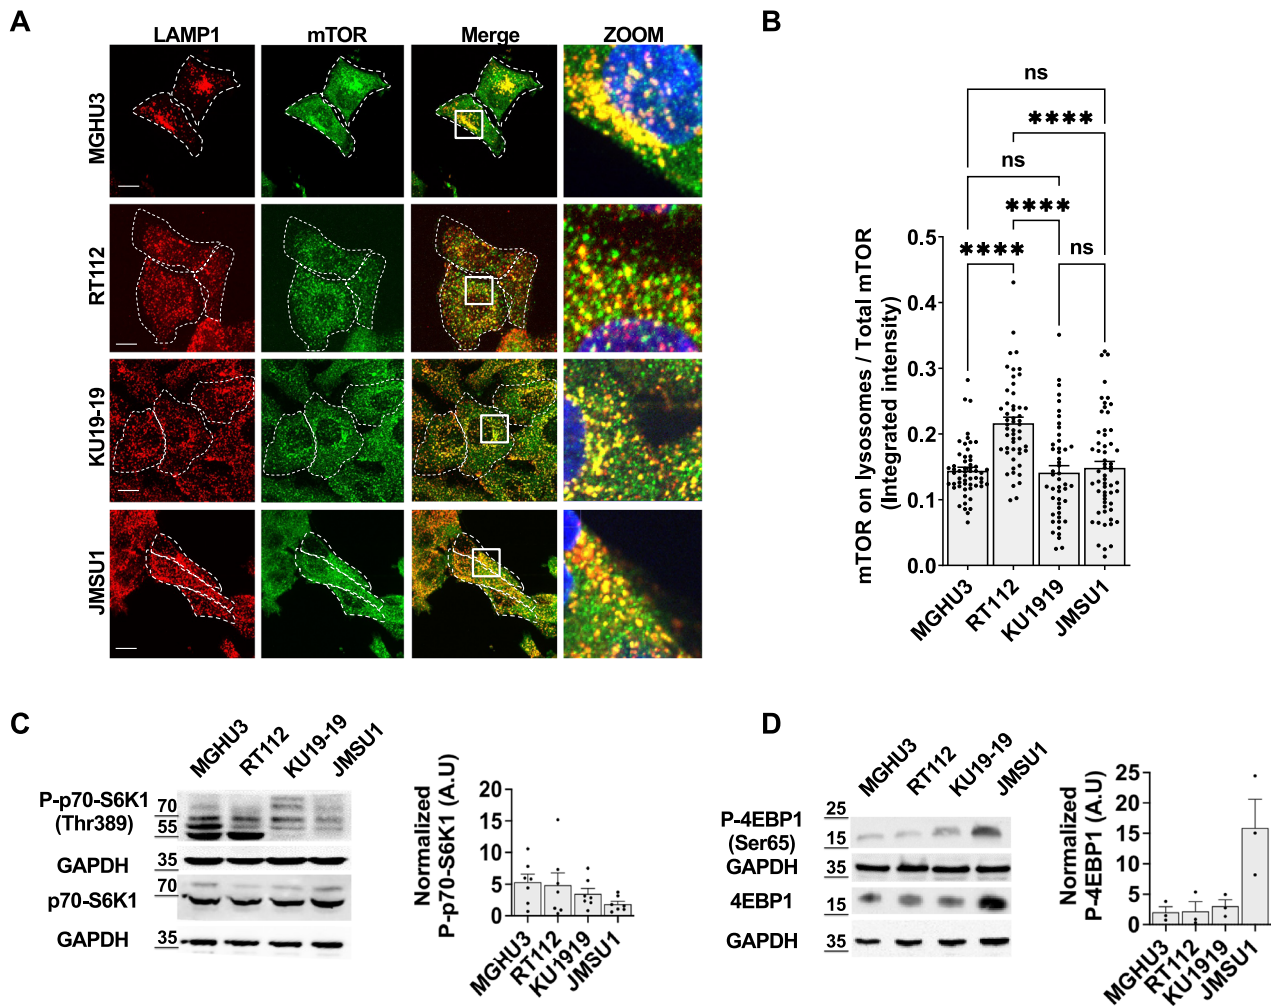 A
LAMP1 mTOR Merge ZOOM
MGHU3
RT112
KU19-19
JMSU1
B
ns
****
ns
****
**** ns
mTOR on lysosomes / Total mTOR
(Integrated intensity)
0.5
0.4
0.3
0.2
0.1
0.0
MGHU3 RT112 KU1919 JMSU1
C
MGHU3 RT112 KU19-19 JMSU1
P-p70-S6K1
(Thr389)
70
55
GAPDH 35
70
p70-S6K1
GAPDH 35
Normalized
P-p70-S6K1 (A.U)
20
15
10
5
0
MGHU3 RT112 KU1919 JMSU1
D
MGHU3 RT112 KU19-19 JMSU1
25
P-4EBP1
(Ser65)
15
GAPDH 35
4EBP1 15
GAPDH 35
Normalized
P-4EBP1 (A.U)
25
20
15
10
5
0
MGHU3 RT112 KU1919 JMSU1